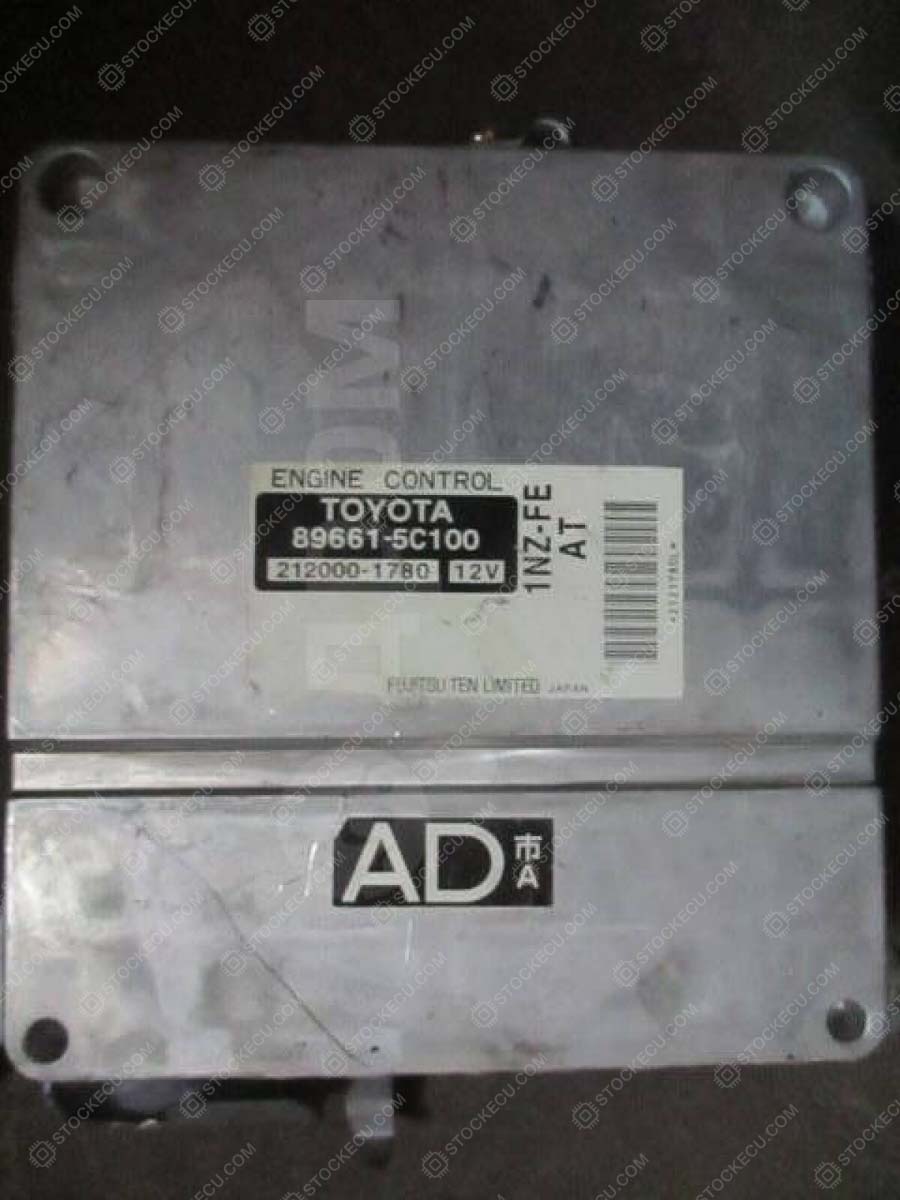 ENGINE CONTROL
TOYOTA
89661-5C100
212000-1780 12V
1NZ-FE
AT
FUJITSU TEN LIMITED JAPAN
AD 市A
STOCKECU.COM